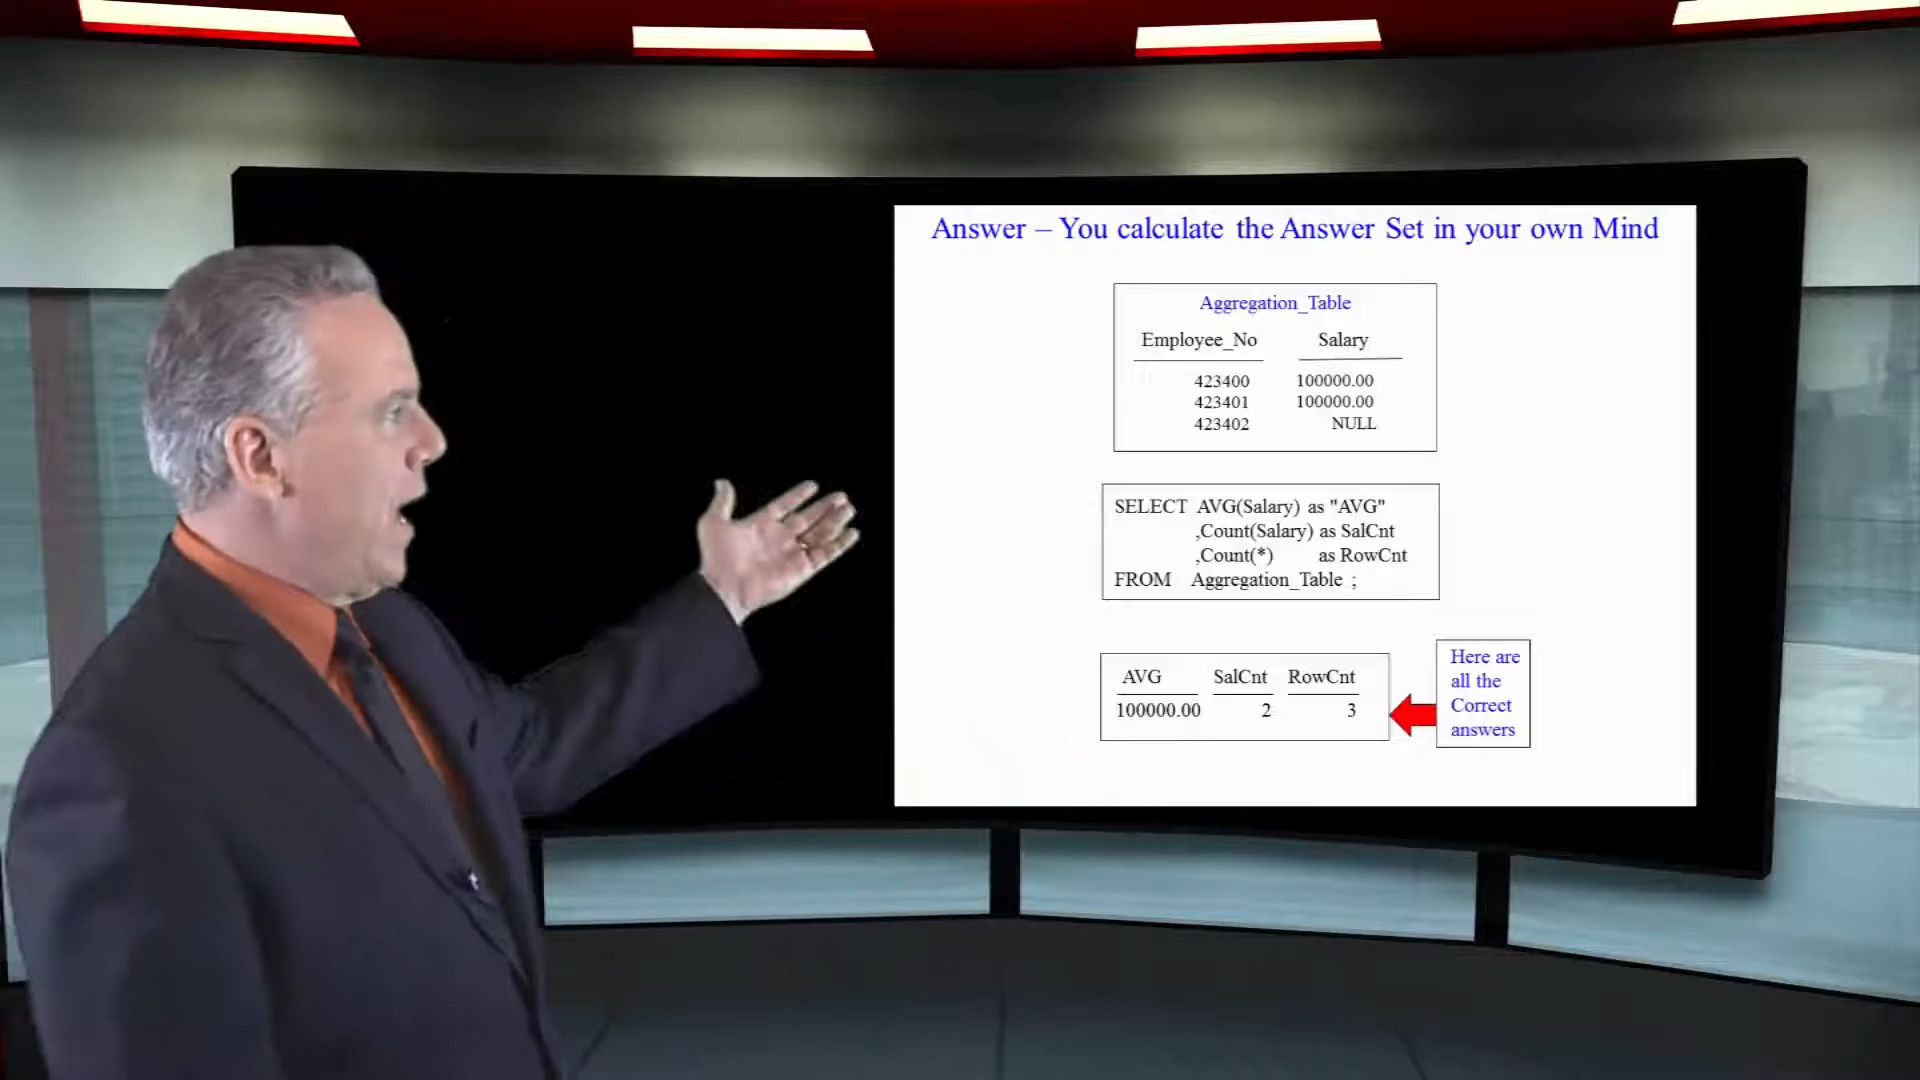 Answer – You calculate the Answer Set in your own Mind
Aggregation_Table
Employee_No Salary
423400 100000.00
423401 100000.00
423402 NULL
SELECT AVG(Salary) as "AVG"
,Count(Salary) as SalCnt
,Count(*) as RowCnt
FROM Aggregation_Table ;
AVG SalCnt RowCnt
100000.00 2 3
Here are
all the
Correct
answers